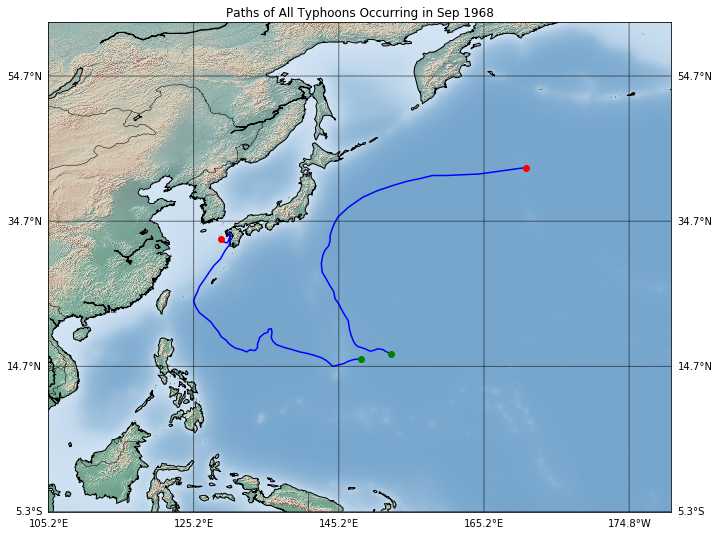 Paths of All Typhoons Occurring in Sep 1968
54.7°N 54.7°N
34.7°N 34.7°N
14.7°N 14.7°N
5.3°S 5.3°S
105.2°E 125.2°E 145.2°E 165.2°E 174.8°W